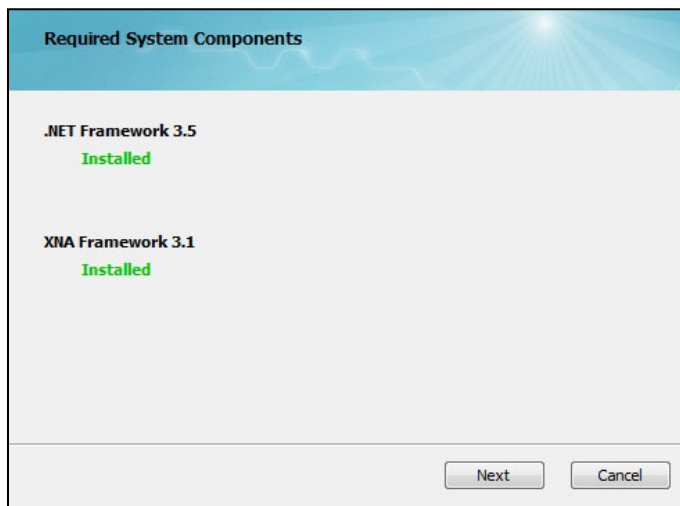 Required System Components
.NET Framework 3.5
Installed
XNA Framework 3.1
Installed
Next
Cancel